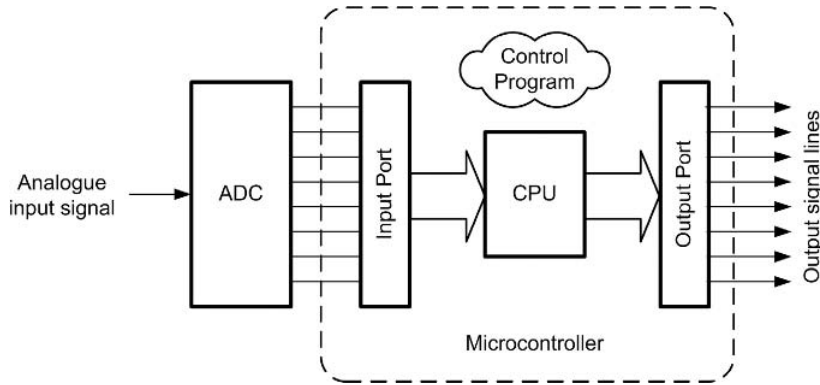 Control
Program
Analogue
input signal
ADC
Input Port
CPU
Output Port
Output signal lines
Microcontroller